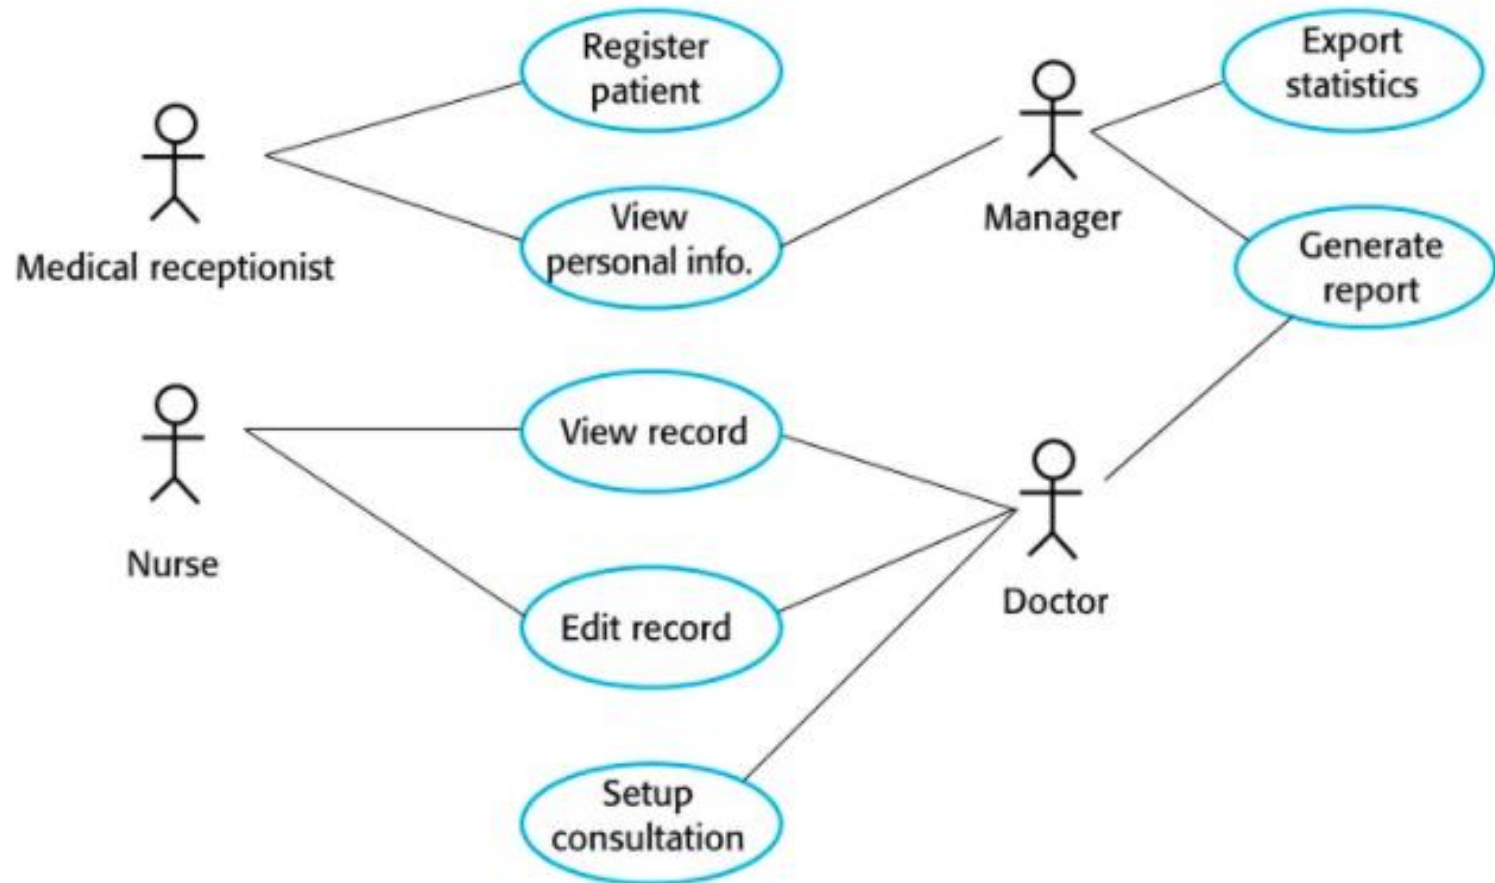 Register
patient
Export
statistics
Medical receptionist
View
personal info.
Manager
Generate
report
Nurse
View record
Edit record
Doctor
Setup
consultation